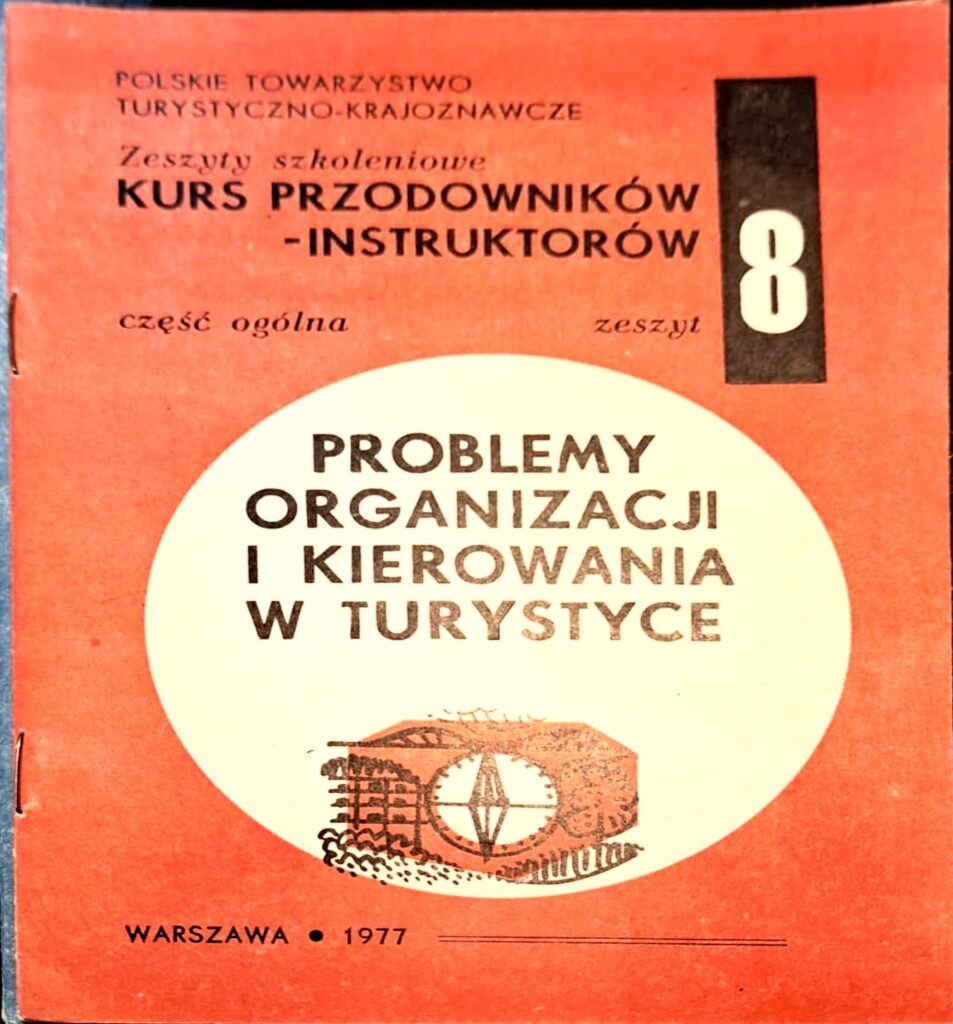 POLSKIE TOWARZYSTWO
TURYSTYCZNO-KRAJOZNAWCZE
Zeszyty szkoleniowe
KURS PRZODOWNIKÓW
-INSTRUKTORÓW
część ogólna zeszyt 8
PROBLEMY
ORGANIZACJI
I KIEROWANIA
W TURYSTYCE
WARSZAWA • 1977